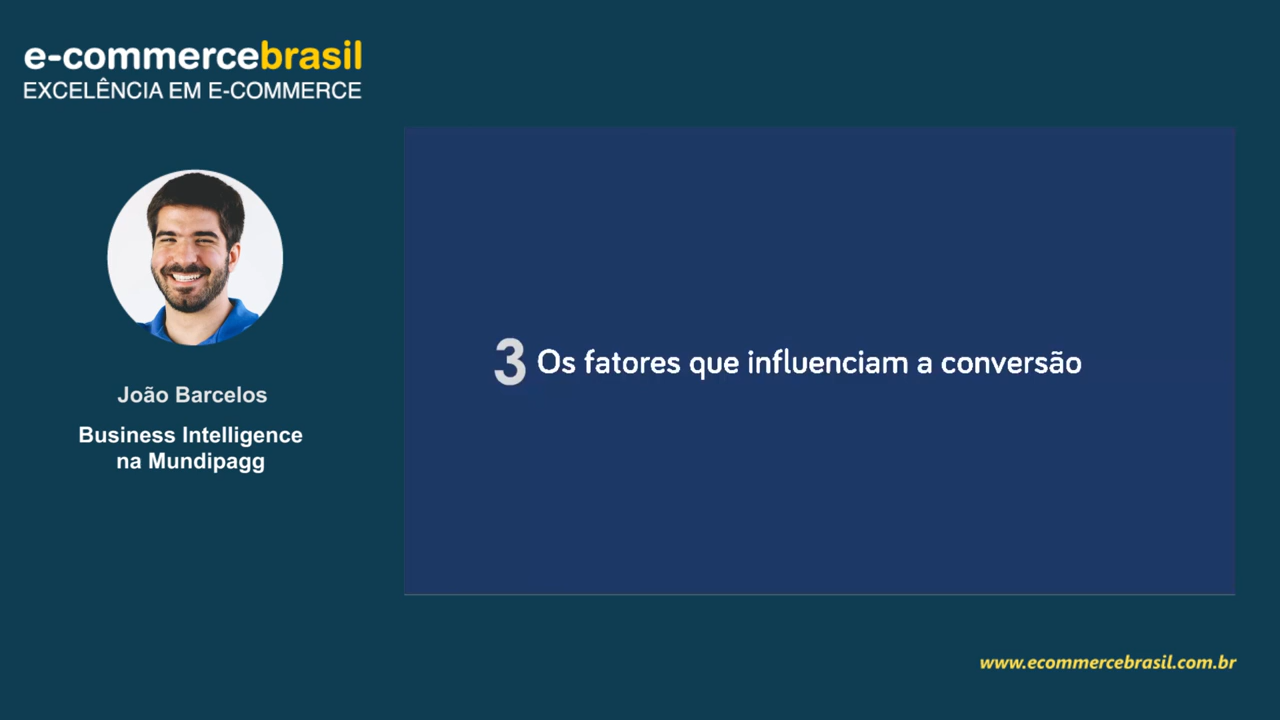 e-commercebrasil
EXCELÊNCIA EM E-COMMERCE
João Barcelos
Business Intelligence
na Mundipagg
3 Os fatores que influenciam a conversão
www.ecommercebrasil.com.br